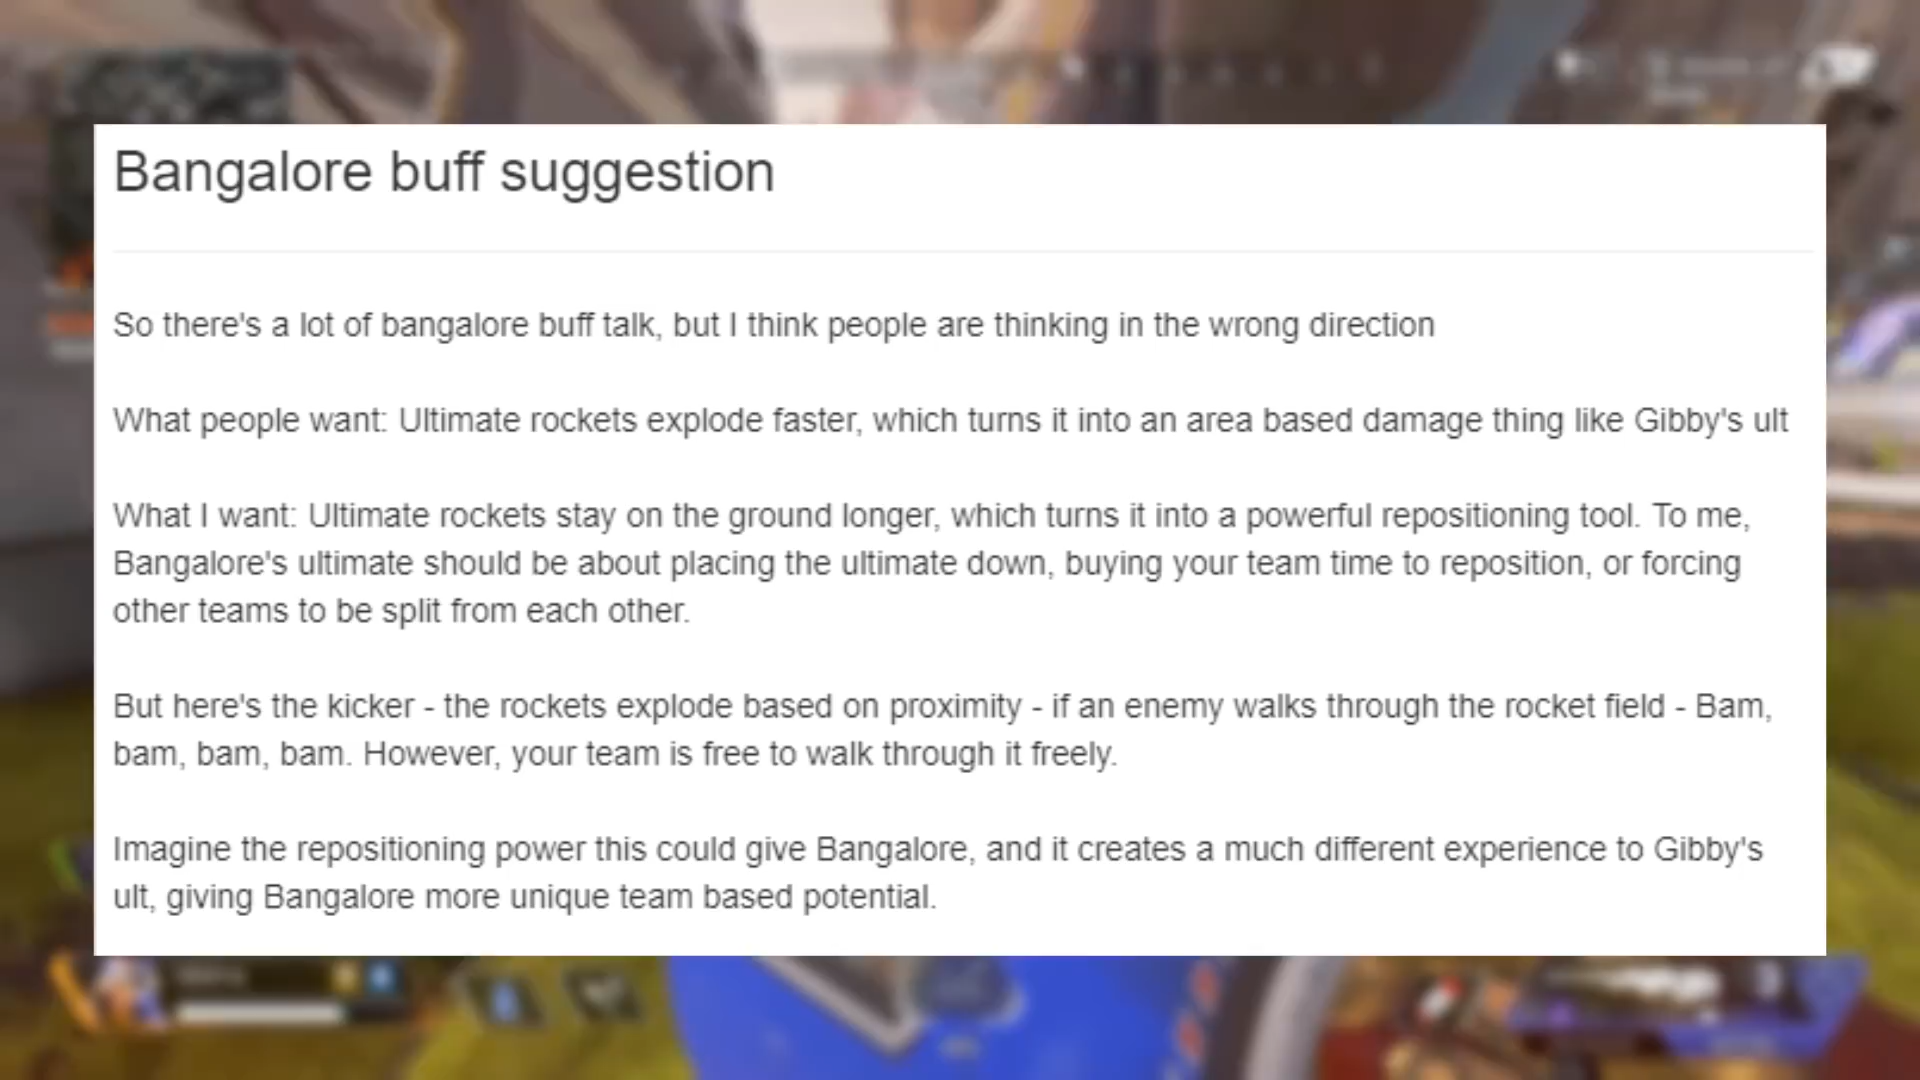 Bangalore buff suggestion
So there's a lot of bangalore buff talk, but I think people are thinking in the wrong direction
What people want: Ultimate rockets explode faster, which turns it into an area based damage thing like Gibby's ult
What I want: Ultimate rockets stay on the ground longer, which turns it into a powerful repositioning tool. To me,
Bangalore's ultimate should be about placing the ultimate down, buying your team time to reposition, or forcing
other teams to be split from each other.
But here's the kicker - the rockets explode based on proximity - if an enemy walks through the rocket field - Bam,
bam, bam, bam. However, your team is free to walk through it freely.
Imagine the repositioning power this could give Bangalore, and it creates a much different experience to Gibby's
ult, giving Bangalore more unique team based potential.